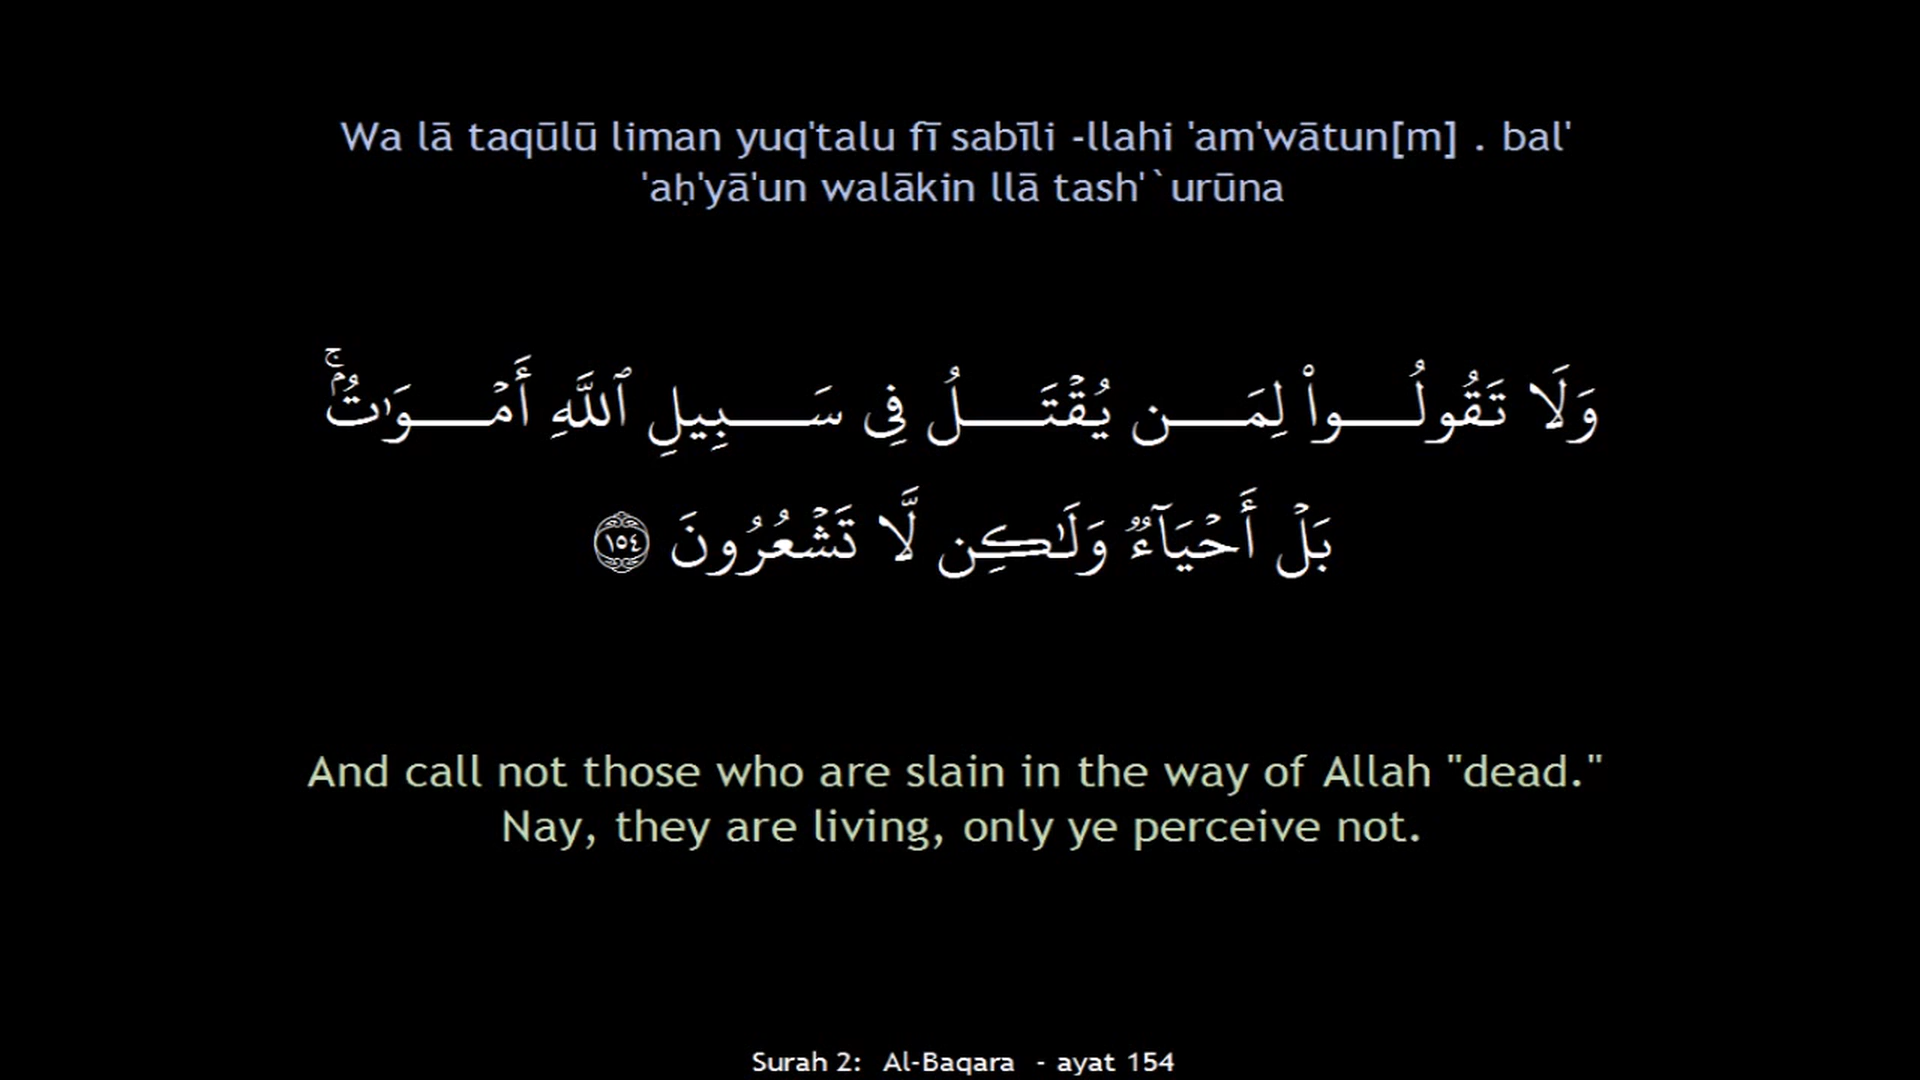 Wa lā taqūlū liman yuq'talu fī sabīli -llahi 'am'wātun[m] . bal'
'aḥ'yā'un walākin llā tash'`urūna
وَلَا تَقُولُوا۟ لِمَن يُقْتَلُ فِى سَبِيلِ ٱللَّهِ أَمْوَٰتٌۢ ۚ
بَلْ أَحْيَآءٌ وَلَـٰكِن لَّا تَشْعُرُونَ ١٥٤
And call not those who are slain in the way of Allah "dead."
Nay, they are living, only ye perceive not.
Surah 2: Al-Baqara - ayat 154